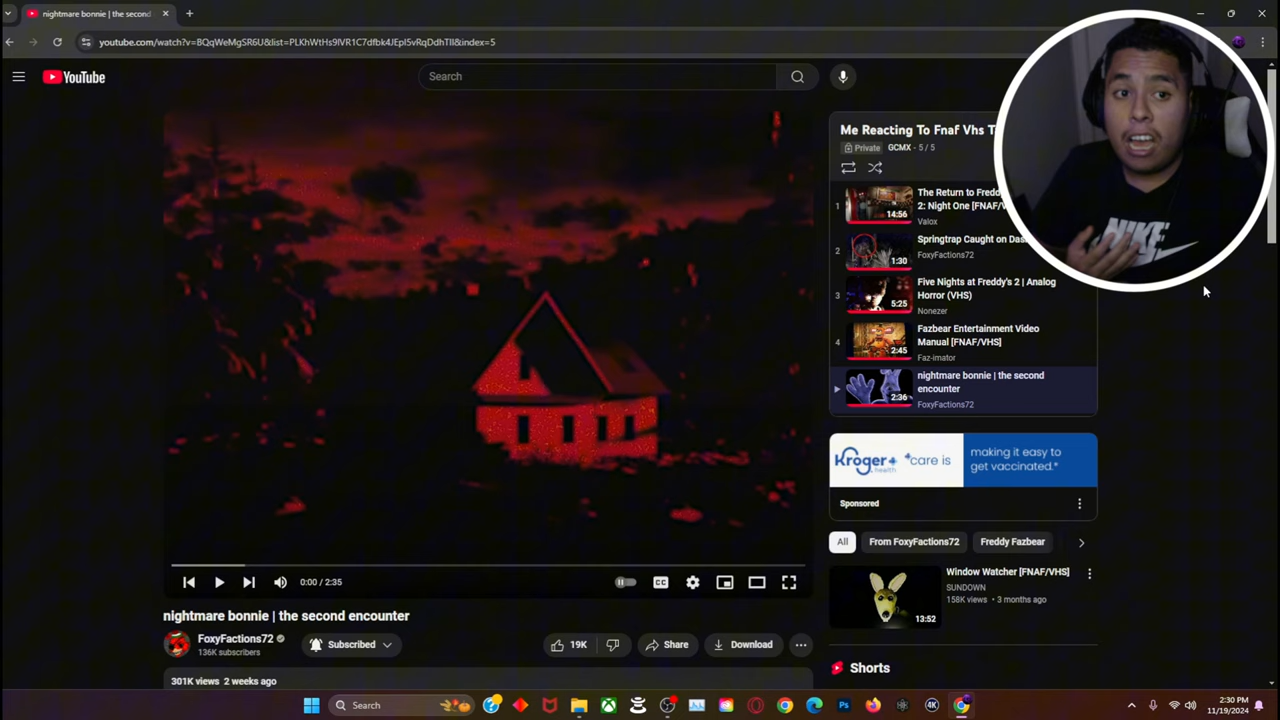 nightmare bonnie | the second
youtube.com/watch?v=BQqWeMgSR6U&list=PLKhWtHs9lVR1C7dfbk4JEpI5vRqDdhTlI&index=5
YouTube
Search
Me Reacting To Fnaf Vhs T
Private GCMX - 5 / 5
1
The Return to Fredd
2: Night One [FNAF/V
Valox
14:56
2
Springtrap Caught on Das
FoxyFactions72
1:30
3
Five Nights at Freddy's 2 | Analog
Horror (VHS)
Nonezer
5:25
4
Fazbear Entertainment Video
Manual [FNAF/VHS]
Faz-imator
2:45
nightmare bonnie | the second
encounter
FoxyFactions72
2:36
NIKE
Kroger health
care is
making it easy to
get vaccinated.*
Sponsored
All From FoxyFactions72 Freddy Fazbear
Window Watcher [FNAF/VHS]
SUNDOWN
158K views • 3 months ago
13:52
Shorts
0:00 / 2:35
CC
nightmare bonnie | the second encounter
FoxyFactions72
136K subscribers
Subscribed
19K
Share
Download
301K views 2 weeks ago
Search
4K
2:30 PM
11/19/2024